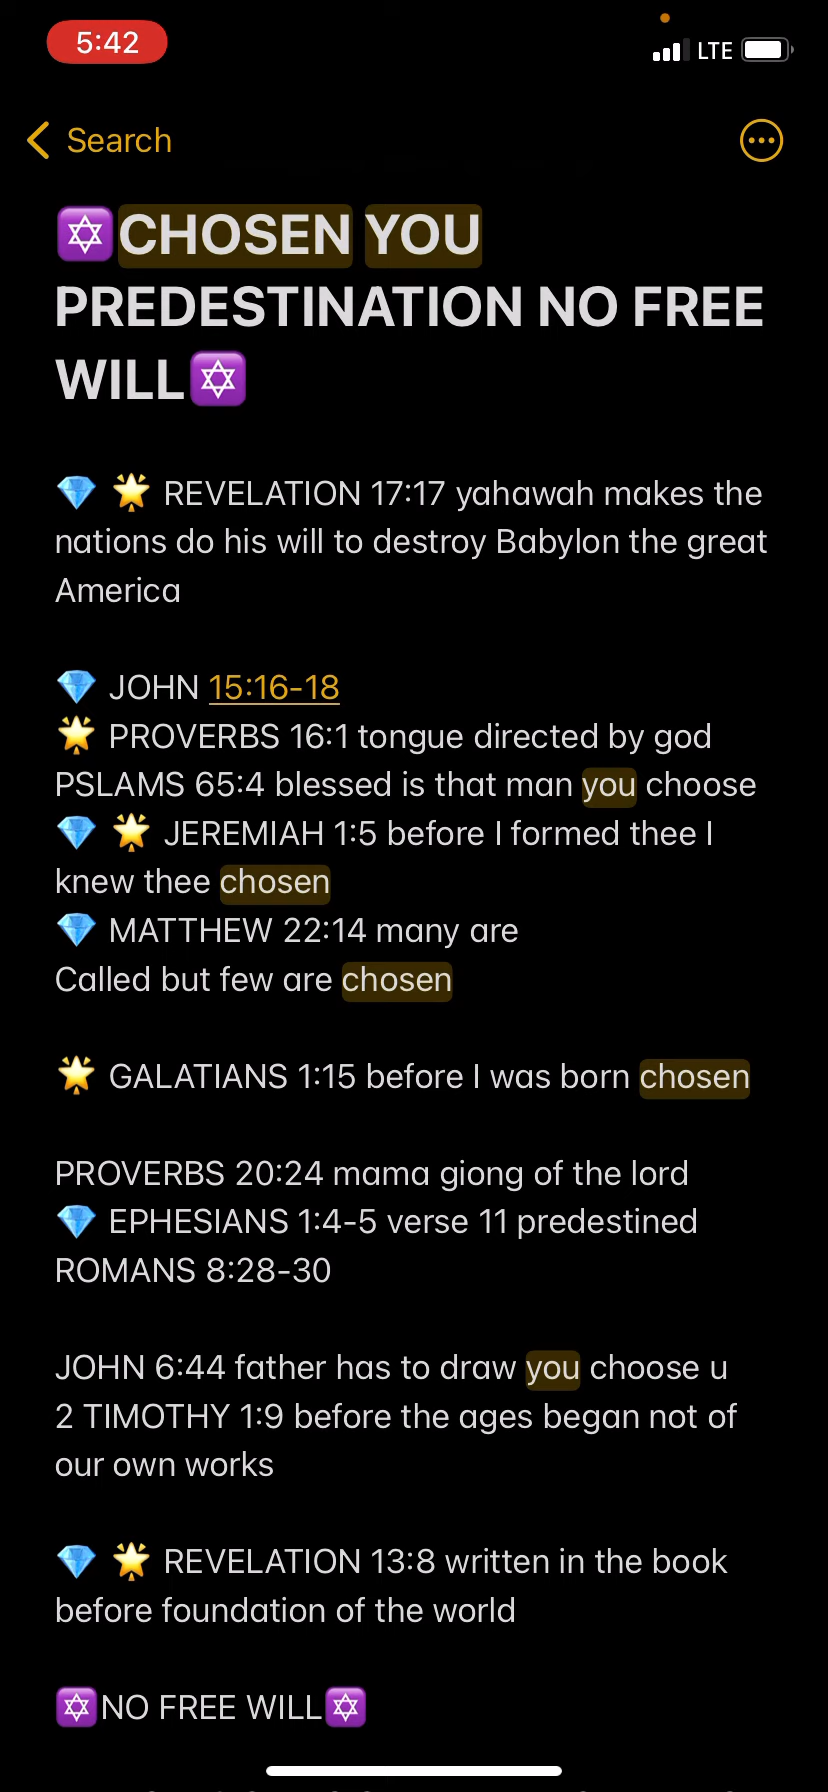 5:42
LTE
Search
✡CHOSEN YOU
PREDESTINATION NO FREE
WILL✡
💎 🌟 REVELATION 17:17 yahawah makes the
nations do his will to destroy Babylon the great
America
💎 JOHN 15:16-18
🌟 PROVERBS 16:1 tongue directed by god
PSLAMS 65:4 blessed is that man you choose
💎 🌟 JEREMIAH 1:5 before I formed thee I
knew thee chosen
💎 MATTHEW 22:14 many are
Called but few are chosen
🌟 GALATIANS 1:15 before I was born chosen
PROVERBS 20:24 mama giong of the lord
💎 EPHESIANS 1:4-5 verse 11 predestined
ROMANS 8:28-30
JOHN 6:44 father has to draw you choose u
2 TIMOTHY 1:9 before the ages began not of
our own works
💎 🌟 REVELATION 13:8 written in the book
before foundation of the world
✡NO FREE WILL✡